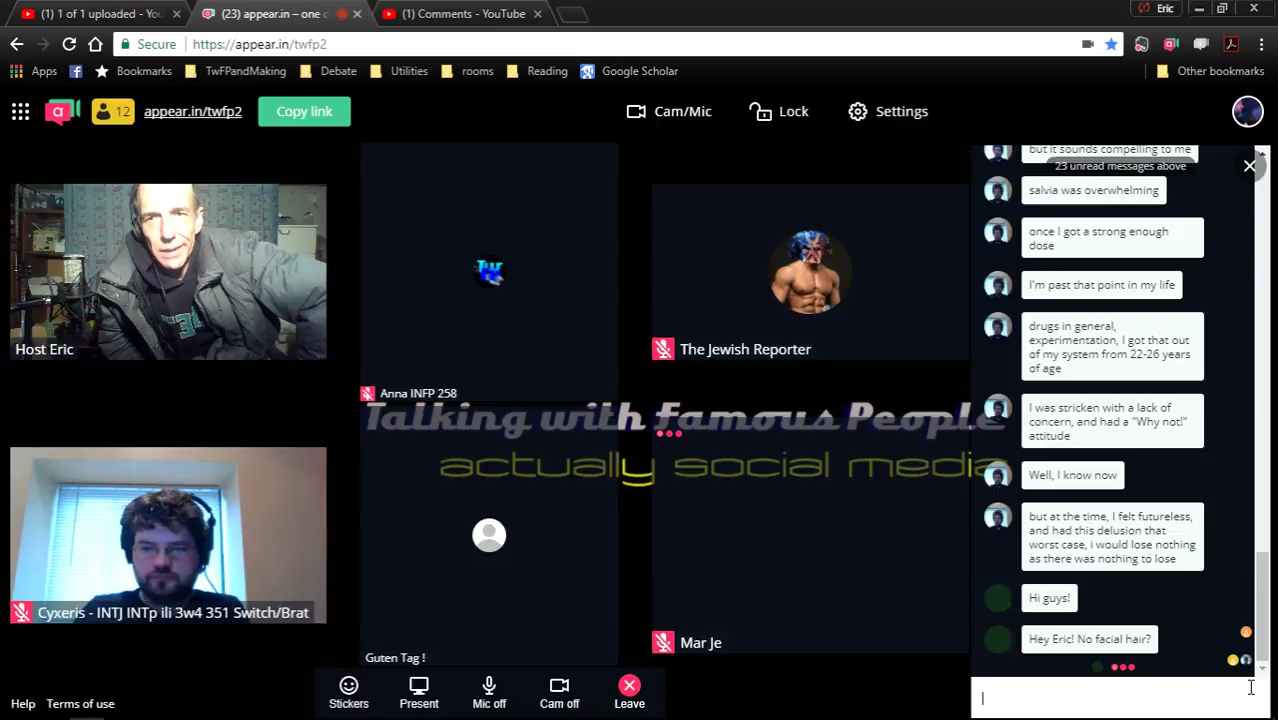 (1) 1 of 1 uploaded - You
(23) appear.in – one c
(1) Comments - YouTube
Eric
Secure
https://appear.in/twfp2
Apps
Bookmarks
TwFPandMaking
Debate
Utilities
rooms
Reading
Google Scholar
Other bookmarks
12
appear.in/twfp2
Copy link
Cam/Mic
Lock
Settings
Host Eric
Anna INFP 258
The Jewish Reporter
Talking with Famous People
actually social media
Cyxeris - INTJ INTp ili 3w4 351 Switch/Brat
Guten Tag !
Mar Je
but it sounds compelling to me
23 unread messages above
salvia was overwhelming
once I got a strong enough
dose
I'm past that point in my life
drugs in general,
experimentation, I got that out
of my system from 22-26 years
of age
I was stricken with a lack of
concern, and had a "Why not!"
attitude
Well, I know now
but at the time, I felt futureless,
and had this delusion that
worst case, i would lose nothing
as there was nothing to lose
Hi guys!
Hey Eric! No facial hair?
Help
Terms of use
Stickers
Present
Mic off
Cam off
Leave